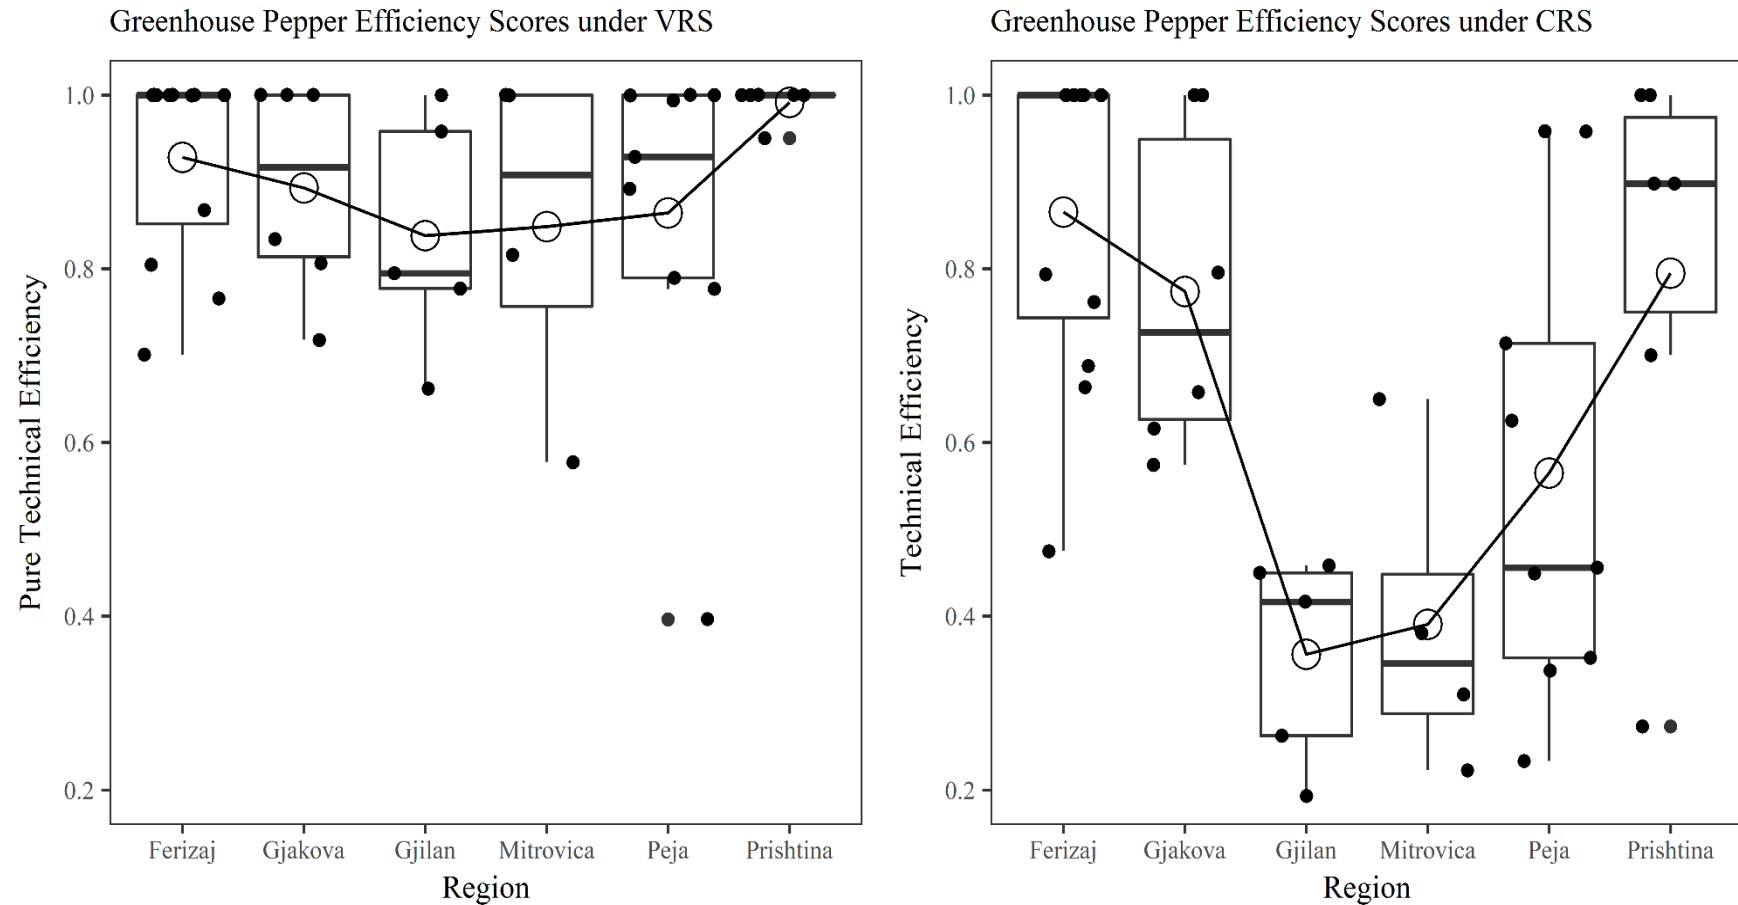 Greenhouse Pepper Efficiency Scores under VRS
Pure Technical Efficiency
1.0
0.8
0.6
0.4
0.2
Ferizaj Gjakova Gjilan Mitrovica Peja Prishtina
Region
Greenhouse Pepper Efficiency Scores under CRS
Technical Efficiency
1.0
0.8
0.6
0.4
0.2
Ferizaj Gjakova Gjilan Mitrovica Peja Prishtina
Region